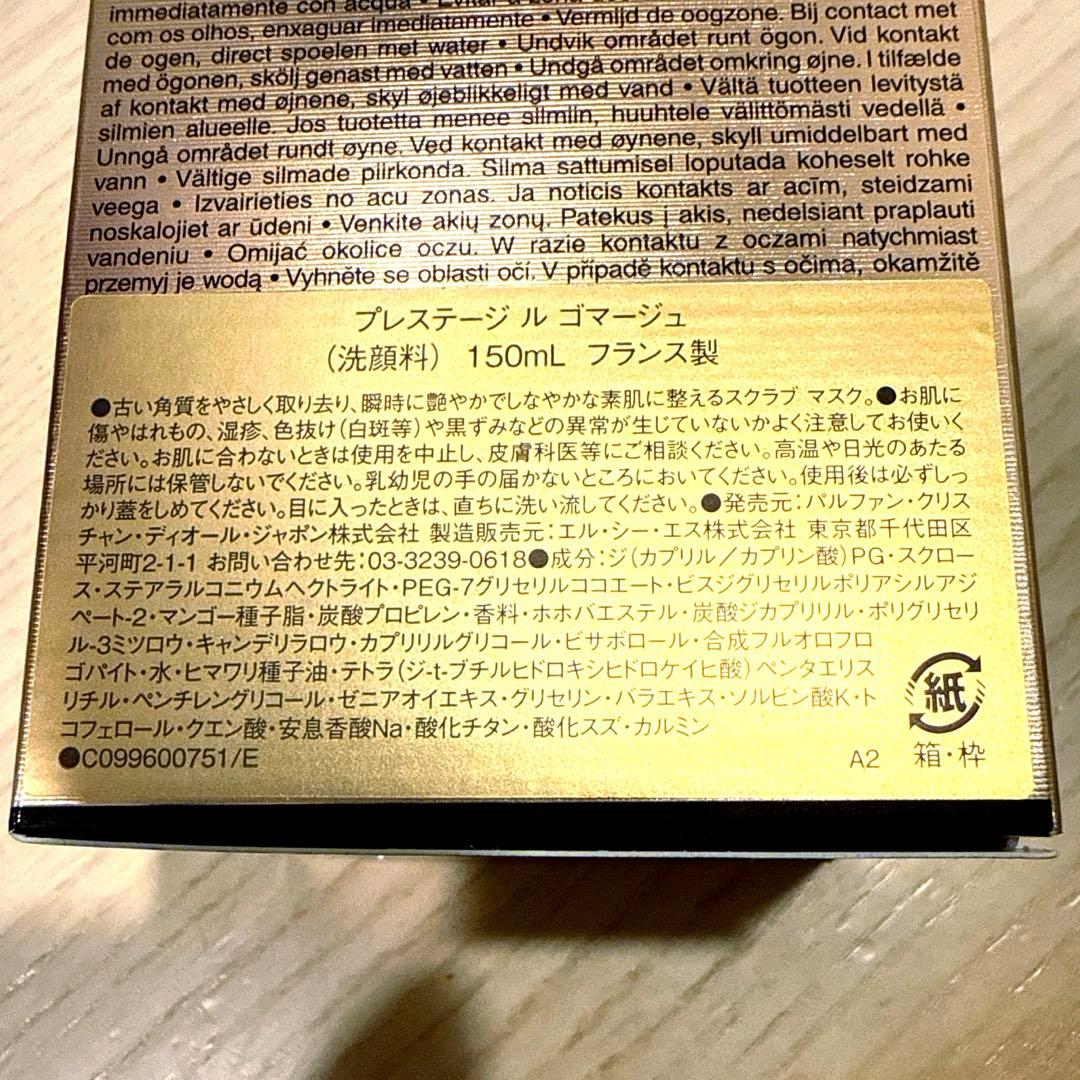 immediatamente con acqua • Evitar a zona dos
com os olhos, enxaguar imediatamente • Vermijd de oogzone. Bij contact met
de ogen, direct spoelen met water • Undvik området runt ögon. Vid kontakt
med ögonen, skölj genast med vatten • Undgå området omkring øjne. I tilfælde
af kontakt med øjnene, skyl øjeblikkeligt med vand • Vältä tuotteen levitystä
silmien alueelle. Jos tuotetta menee silmiin, huuhtele välittömästi vedellä •
Unngå området rundt øyne. Ved kontakt med øynene, skyll umiddelbart med
vann • Vältige silmade piirkonda. Silma sattumisel loputada koheselt rohke
veega • Izvairieties no acu zonas. Ja noticis kontakts ar acīm, steidzami
noskalojiet ar ūdeni • Venkite akių zonų. Patekus į akis, nedelsiant praplauti
vandeniu • Omijać okolice oczu. W razie kontaktu z oczami natychmiast
przemyj je wodą • Vyhněte se oblasti očí. V případě kontaktu s očima, okamžitě
プレステージ ル ゴマージュ
(洗顔料) 150mL フランス製
●古い角質をやさしく取り去り、瞬時に艶やかでしなやかな素肌に整えるスクラブ マスク。●お肌に
傷やはれもの、湿疹、色抜け(白斑等)や黒ずみなどの異常が生じていないかよく注意してお使いく
ださい。お肌に合わないときは使用を中止し、皮膚科医等にご相談ください。高温や日光のあたる
場所には保管しないでください。乳幼児の手の届かないところにおいてください。使用後は必ずしっ
かり蓋をしめてください。目に入ったときは、直ちに洗い流してください。●発売元:パルファン・クリス
チャン・ディオール・ジャポン株式会社 製造販売元:エル・シー・エス株式会社 東京都千代田区
平河町2-1-1 お問い合わせ先:03-3239-0618●成分:ジ(カプリル/カプリン酸)PG・スクロー
ス・ステアラルコニウムヘクトライト・PEG-7グリセリルココエート・ビスジグリセリルポリアシルアジ
ペート-2・マンゴー種子脂・炭酸プロピレン・香料・ホホバエステル・炭酸ジカプリリル・ポリグリセリ
ル-3ミツロウ・キャンデリラロウ・カプリリルグリコール・ビサボロール・合成フルオロフロ
ゴパイト・水・ヒマワリ種子油・テトラ(ジ-t-ブチルヒドロキシヒドロケイヒ酸)ペンタエリス
リチル・ペンチレングリコール・ゼニアオイエキス・グリセリン・バラエキス・ソルビン酸K・ト
コフェロール・クエン酸・安息香酸Na・酸化チタン・酸化スズ・カルミン
●C099600751/E
A2
紙
箱・枠